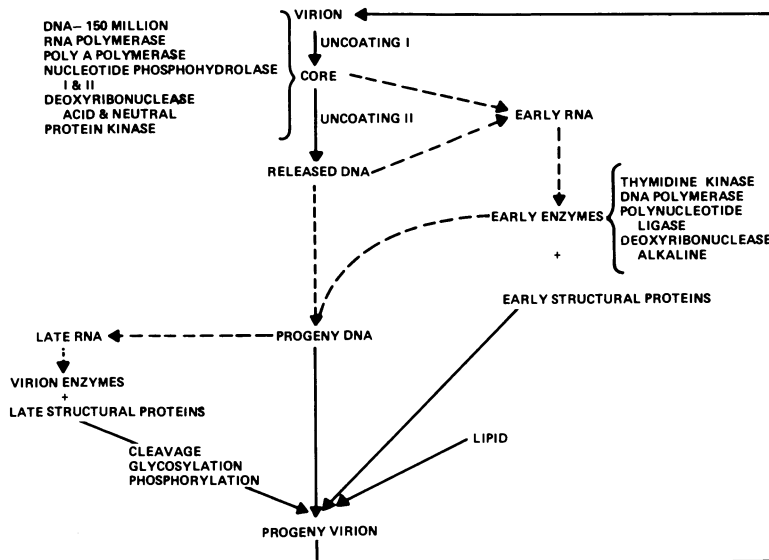 VIRION
DNA– 150 MILLION
RNA POLYMERASE
POLY A POLYMERASE
NUCLEOTIDE PHOSPHOHYDROLASE
I & II
DEOXYRIBONUCLEASE
ACID & NEUTRAL
PROTEIN KINASE
UNCOATING I
CORE
UNCOATING II
EARLY RNA
RELEASED DNA
EARLY ENZYMES
THYMIDINE KINASE
DNA POLYMERASE
POLYNUCLEOTIDE
LIGASE
DEOXYRIBONUCLEASE
ALKALINE
+
EARLY STRUCTURAL PROTEINS
PROGENY DNA
LATE RNA
VIRION ENZYMES
+
LATE STRUCTURAL PROTEINS
CLEAVAGE
GLYCOSYLATION
PHOSPHORYLATION
LIPID
PROGENY VIRION